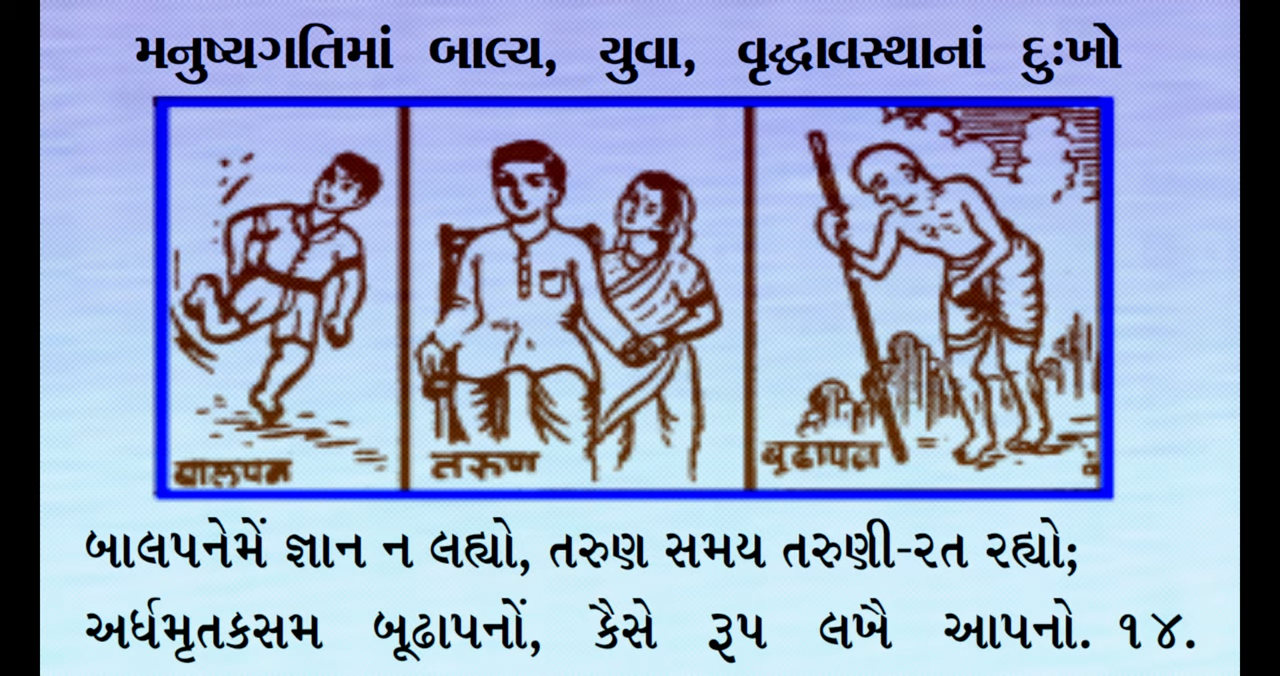 મનુષ્યગતિમાં બાલ્ય, યુવા, વૃદ્ધાવસ્થાનાં દુઃખો
बालपन
तरुण
बूढापन
બાલપનેમેં જ્ઞાન ન લહ્યો, તરુણ સમય તરુણી-રત રહ્યો;
અર્ધમૃતકસમ બૂઢાપનોં, કૈસે રૂપ લખૈ આપનો. ૧૪.